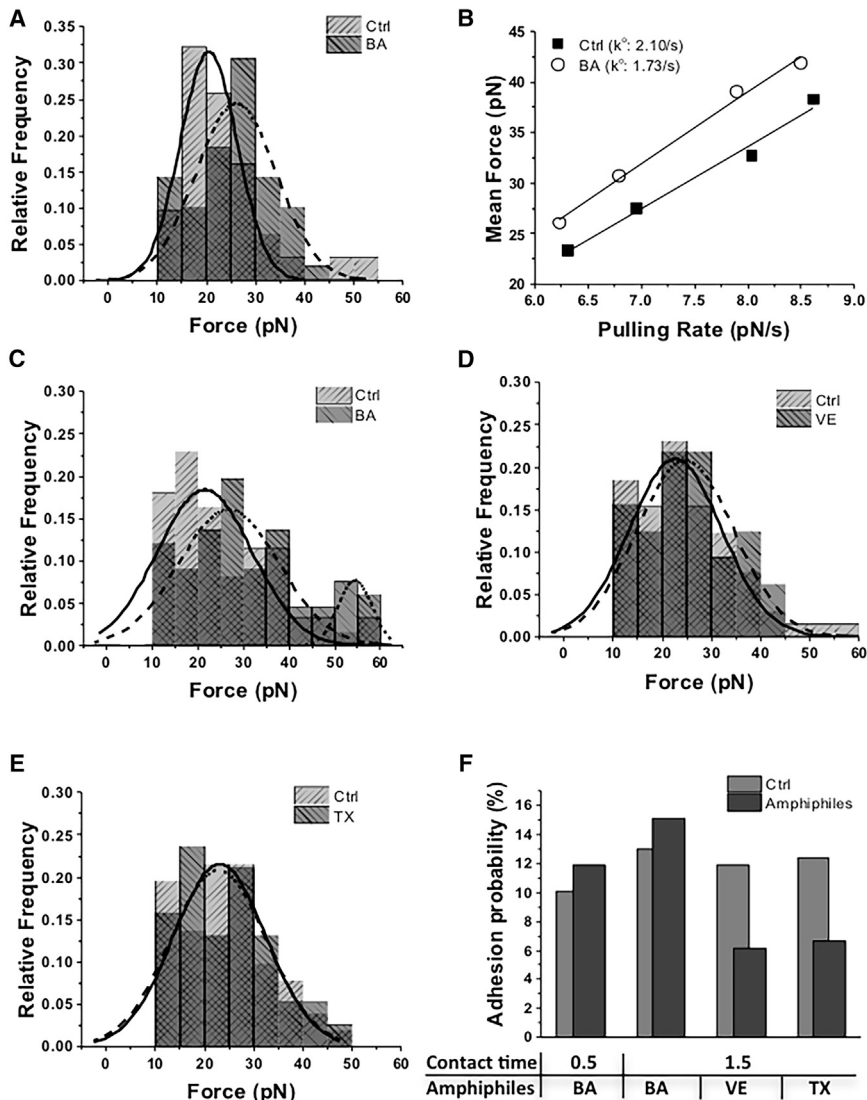 A
Ctrl
BA
Relative Frequency
0.35
0.30
0.25
0.20
0.15
0.10
0.05
0.00
0 10 20 30 40 50 60
Force (pN)
B
Ctrl (k°: 2.10/s)
BA (k°: 1.73/s)
Mean Force (pN)
45
40
35
30
25
20
6.0 6.5 7.0 7.5 8.0 8.5 9.0
Pulling Rate (pN/s)
C
Ctrl
BA
Relative Frequency
0.30
0.25
0.20
0.15
0.10
0.05
0.00
0 10 20 30 40 50 60
Force (pN)
D
Ctrl
VE
Relative Frequency
0.30
0.25
0.20
0.15
0.10
0.05
0.00
0 10 20 30 40 50 60
Force (pN)
E
Ctrl
TX
Relative Frequency
0.30
0.25
0.20
0.15
0.10
0.05
0.00
0 10 20 30 40 50 60
Force (pN)
F
Ctrl
Amphiphiles
Adhesion probability (%)
16
14
12
10
8
6
4
2
0
Contact time 0.5 1.5
Amphiphiles BA BA VE TX